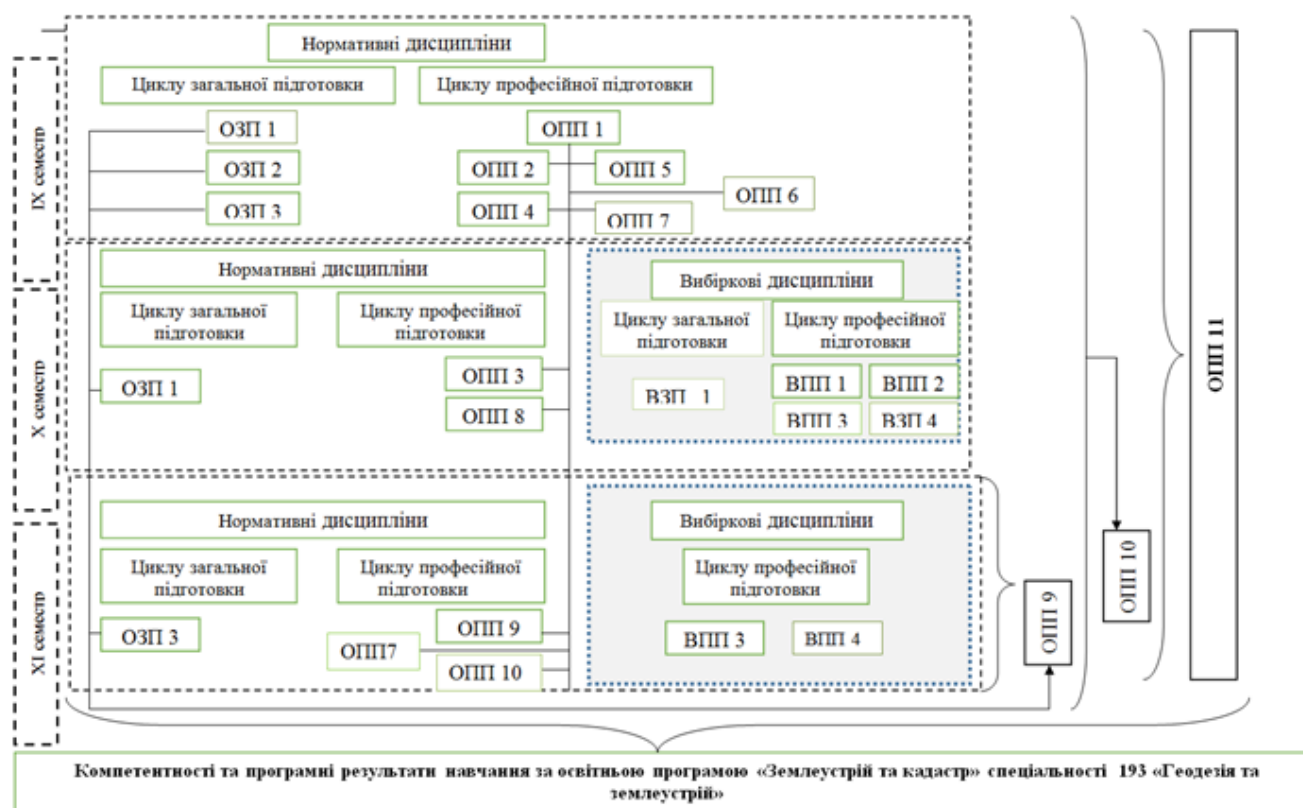 IX семестр
Нормативні дисципліни
Циклу загальної підготовки
Циклу професійної підготовки
ОЗП 1
ОПП 1
ОЗП 2
ОПП 2
ОПП 5
ОПП 6
ОЗП 3
ОПП 4
ОПП 7
X семестр
Нормативні дисципліни
Вибіркові дисципліни
Циклу загальної
підготовки
Циклу професійної
підготовки
Циклу загальної
підготовки
Циклу професійної
підготовки
ОЗП 1
ОПП 3
ОПП 8
ВЗП 1
ВПП 1
ВПП 2
ВПП 3
ВЗП 4
XI семестр
Нормативні дисципліни
Вибіркові дисципліни
Циклу загальної
підготовки
Циклу професійної
підготовки
Циклу професійної
підготовки
ОЗП 3
ОПП 9
ОПП7
ОПП 10
ВПП 3
ВПП 4
ОПП 9
ОПП 10
ОПП 11
Компетентності та програмні результати навчання за освітньою програмою «Землеустрій та кадастр» спеціальності 193 «Геодезія та
землеустрій»